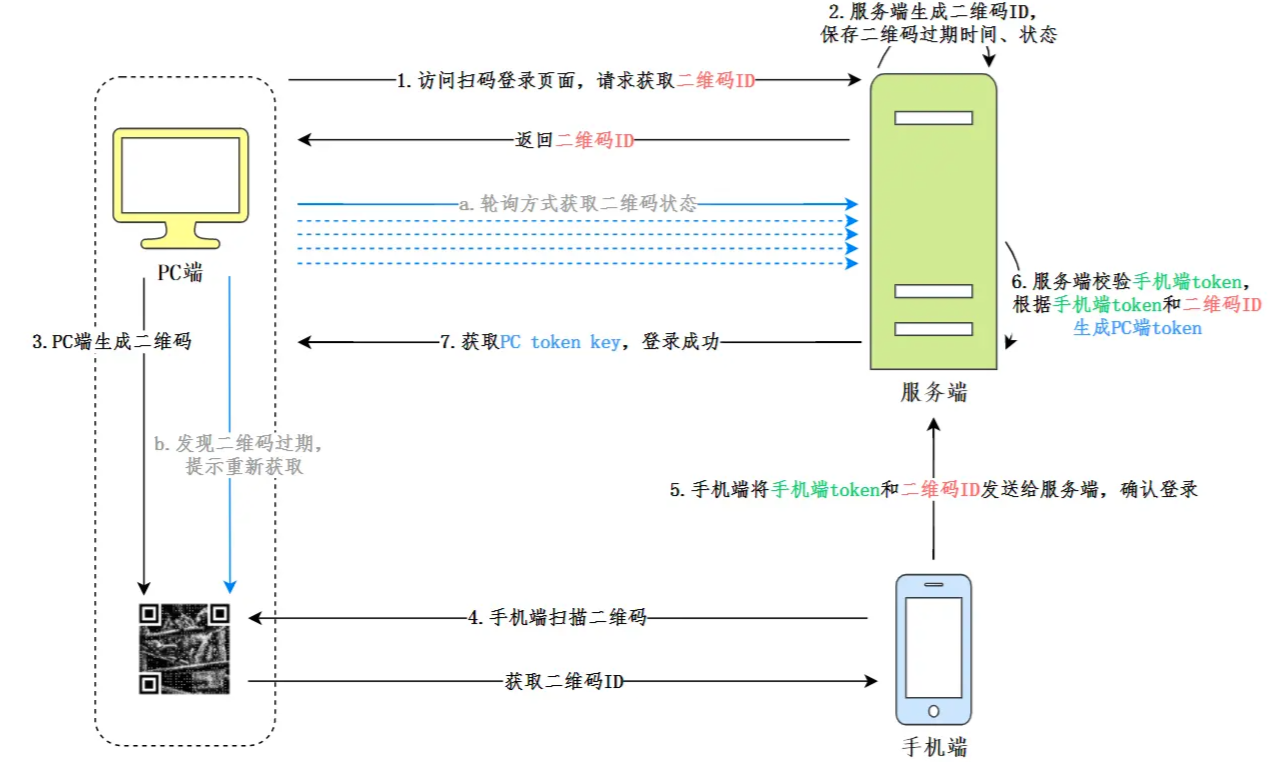 2.服务端生成二维码ID,
保存二维码过期时间、状态
1.访问扫码登录页面, 请求获取二维码ID
返回二维码ID
a.轮询方式获取二维码状态
PC端
6.服务端校验手机端token,
根据手机端token和二维码ID
生成PC端token
3.PC端生成二维码
7.获取PC token key, 登录成功
服务端
b.发现二维码过期,
提示重新获取
5.手机端将手机端token和二维码ID发送给服务端, 确认登录
4.手机端扫描二维码
获取二维码ID
手机端